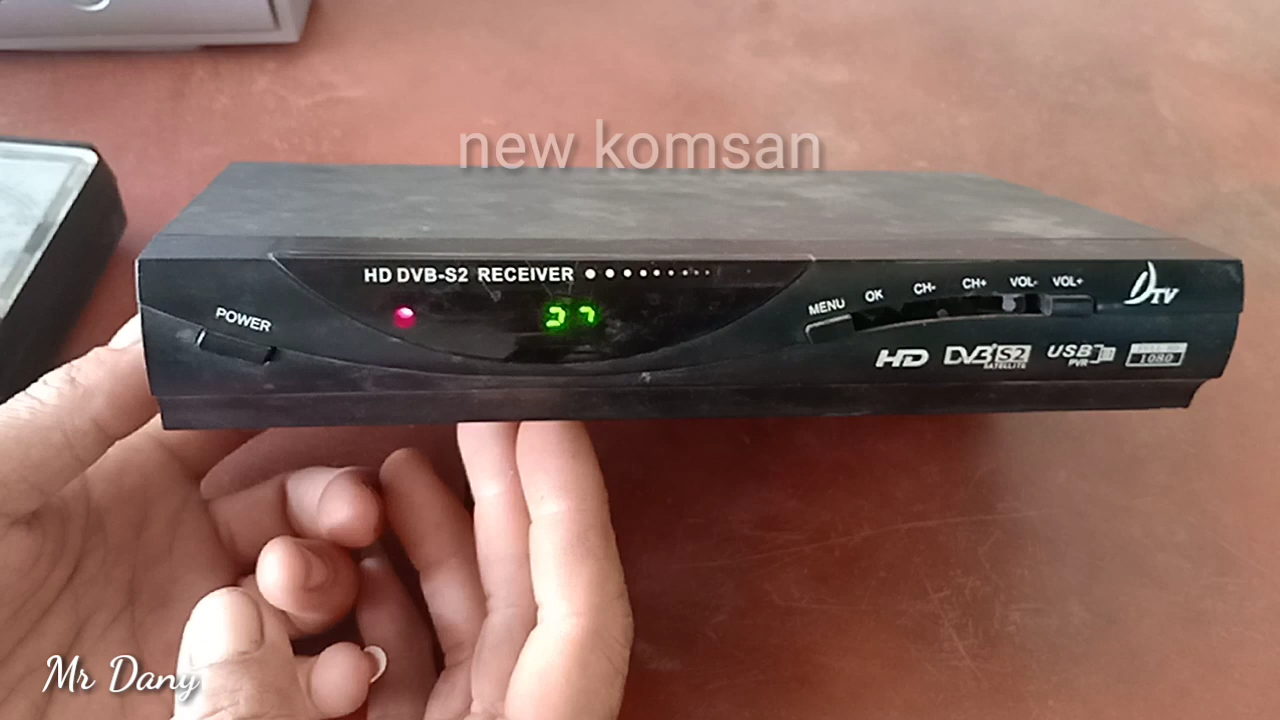 new komsan
HD DVB-S2 RECEIVER
POWER
37
MENU OK CH- CH+ VOL- VOL+
DTV
HD DVB S2 SATELLITE USB PVR 1080
Mr Dany